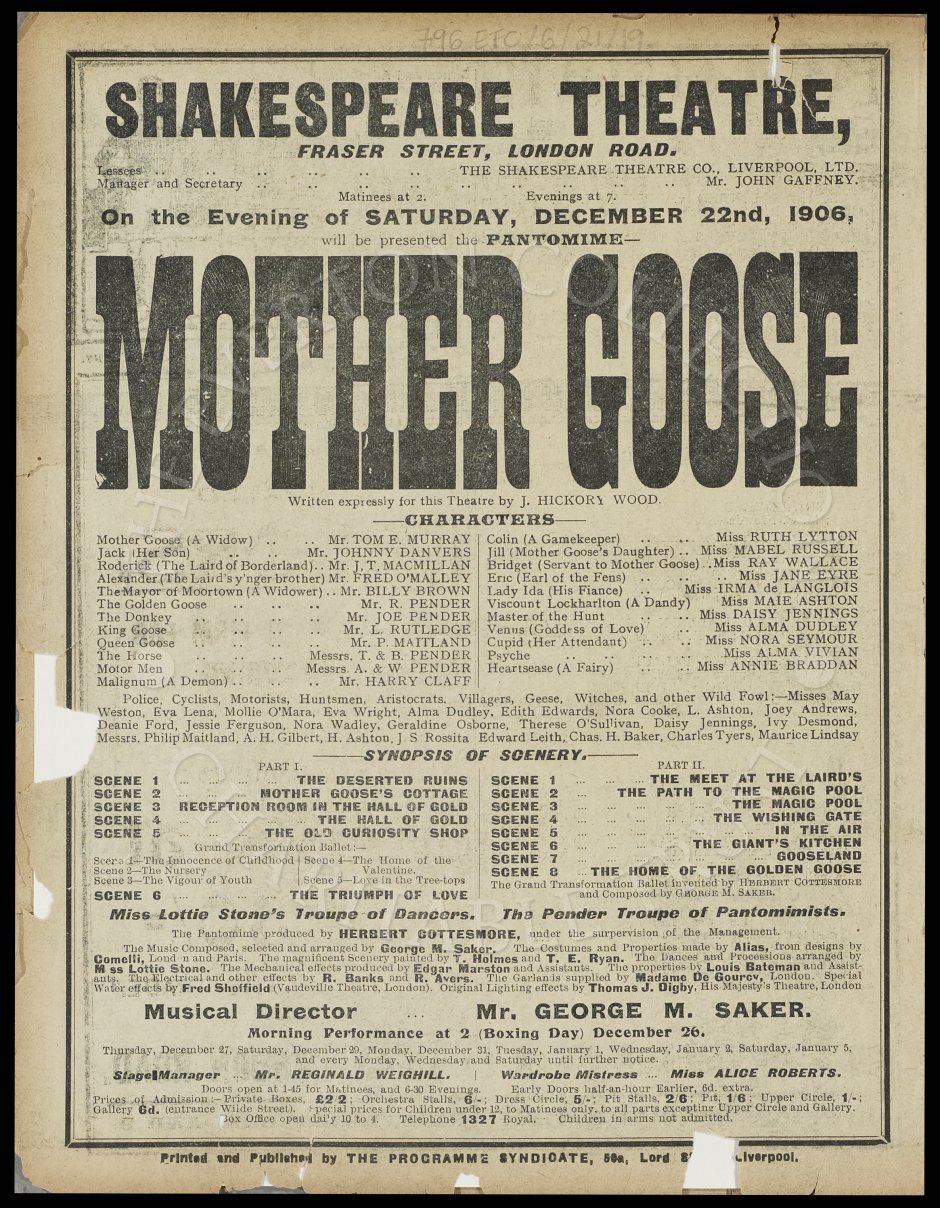 796 EFC/6/21/19
SHAKESPEARE THEATRE,
FRASER STREET, LONDON ROAD.
Lessees .. .. .. .. .. .. THE SHAKESPEARE THEATRE CO., LIVERPOOL, LTD.
Manager and Secretary .. .. .. .. .. .. .. .. Mr. JOHN GAFFNEY.
Matinees at 2. Evenings at 7.
On the Evening of SATURDAY, DECEMBER 22nd, 1906,
will be presented the PANTOMIME—
MOTHER GOOSE
Written expressly for this Theatre by J. HICKORY WOOD.
CHARACTERS
Mother Goose (A Widow) .. .. Mr. TOM E. MURRAY
Jack (Her Son) .. .. Mr. JOHNNY DANVERS
Roderick (The Laird of Borderland).. Mr. J, T, MACMILLAN
Alexander (The Laird's y'nger brother) Mr. FRED O'MALLEY
The Mayor of Moortown (A Widower) .. Mr. BILLY BROWN
The Golden Goose .. .. .. Mr. R. PENDER
The Donkey .. .. .. .. Mr. JOE PENDER
King Goose .. .. .. .. Mr. L. RUTLEDGE
Queen Goose .. .. .. .. Mr. P. MAITLAND
The Horse .. .. .. Messrs. T. & B. PENDER
Motor Men .. .. .. Messrs. A. & W PENDER
Malignum (A Demon) .. .. .. Mr. HARRY CLAFF
Colin (A Gamekeeper) .. .. Miss RUTH LYTTON
Jill (Mother Goose's Daughter) .. Miss MABEL RUSSELL
Bridget (Servant to Mother Goose) .. Miss RAY WALLACE
Eric (Earl of the Fens) .. .. .. Miss JANE EYRE
Lady Ida (His Fiance) .. Miss IRMA de LANGLOIS
Viscount Lockharlton (A Dandy) Miss MAIE ASHTON
Master of the Hunt .. .. Miss DAISY JENNINGS
Venus (Goddess of Love) .. Miss ALMA DUDLEY
Cupid (Her Attendant) .. .. Miss NORA SEYMOUR
Psyche .. .. .. .. Miss ALMA VIVIAN
Heartsease (A Fairy) .. .. Miss ANNIE BRADDAN
Police, Cyclists, Motorists, Huntsmen, Aristocrats. Villagers, Geese, Witches, and other Wild Fowl:—Misses May
Weston, Eva Lena, Mollie O'Mara, Eva Wright, Alma Dudley, Edith Edwards, Nora Cooke, L. Ashton, Joey Andrews,
Deanie Ford, Jessie Ferguson, Nora Wadley, Geraldine Osborne, Therese O'Sullivan, Daisy Jennings, Ivy Desmond,
Messrs. Philip Maitland, A. H. Gilbert, H. Ashton, J S Rossita Edward Leith, Chas. H. Baker, Charles Tyers, Maurice Lindsay
SYNOPSIS OF SCENERY.
PART I.
SCENE 1 ... ... ... THE DESERTED RUINS
SCENE 2 ... ... MOTHER GOOSE'S COTTAGE
SCENE 3 RECEPTION ROOM IN THE HALL OF GOLD
SCENE 4 ... ... ... ... THE HALL OF GOLD
SCENE 5 ... ... THE OLD CURIOSITY SHOP
Grand Transformation Ballet:—
Scene 1—The Innocence of Childhood
Scene 2—The Nursery
Scene 3—The Vigour of Youth
Scene 4—The Home of the Valentine.
Scene 5—Love in the Tree-tops
SCENE 6 ... ... ... THE TRIUMPH OF LOVE
PART II.
SCENE 1 ... ... ... THE MEET AT THE LAIRD'S
SCENE 2 ... THE PATH TO THE MAGIC POOL
SCENE 3 ... ... ... ... THE MAGIC POOL
SCENE 4 ... ... ... ... THE WISHING GATE
SCENE 5 ... ... ... ... ... IN THE AIR
SCENE 6 ... ... ... THE GIANT'S KITCHEN
SCENE 7 ... ... ... ... ... GOOSELAND
SCENE 8 ... THE HOME OF THE GOLDEN GOOSE
The Grand Transformation Ballet invented by HERBERT COTTESMORE
and Composed by GEORGE M. SAKER.
Miss Lottie Stone's Troupe of Dancers. The Pender Troupe of Pantomimists.
The Pantomime produced by HERBERT COTTESMORE, under the surpervision of the Management.
The Music Composed, selected and arranged by George M. Saker. The Costumes and Properties made by Alias, from designs by
Comelli, London and Paris. The magnificent Scenery painted by T. Holmes and T. E. Ryan. The Dances and Processions arranged by
Miss Lottie Stone. The Mechanical effects produced by Edgar Marston and Assistants. The properties by Louis Bateman and Assist-
ants. The Electrical and other effects by R. Banks and R. Avers. The Garlands supplied by Madame De Gourcy, London. Special
Water effects by Fred Sheffield (Vaudeville Theatre, London). Original Lighting effects by Thomas J. Digby, His Majesty's Theatre, London
Musical Director ... Mr. GEORGE M. SAKER.
Morning Performance at 2 (Boxing Day) December 26.
Thursday, December 27, Saturday, December 29, Monday, December 31, Tuesday, January 1, Wednesday, January 2, Saturday, January 5,
and every Monday, Wednesday and Saturday until further notice.
Stage Manager ... Mr. REGINALD WEIGHILL. Wardrobe Mistress ... Miss ALICE ROBERTS.
Doors open at 1-45 for Matinees, and 6-30 Evenings. Early Doors half-an-hour Earlier, 6d. extra.
Prices of Admission:—Private Boxes, £2 2; Orchestra Stalls, 6/-; Dress Circle, 5/-; Pit Stalls, 2/6; Pit, 1/6; Upper Circle, 1/-;
Gallery 6d. (entrance Wilde Street). Special prices for Children under 12, to Matinees only, to all parts excepting Upper Circle and Gallery.
Box Office open daily 10 to 4. Telephone 1327 Royal. Children in arms not admitted.
Printed and Published by THE PROGRAMME SYNDICATE, 50a, Lord Liverpool.